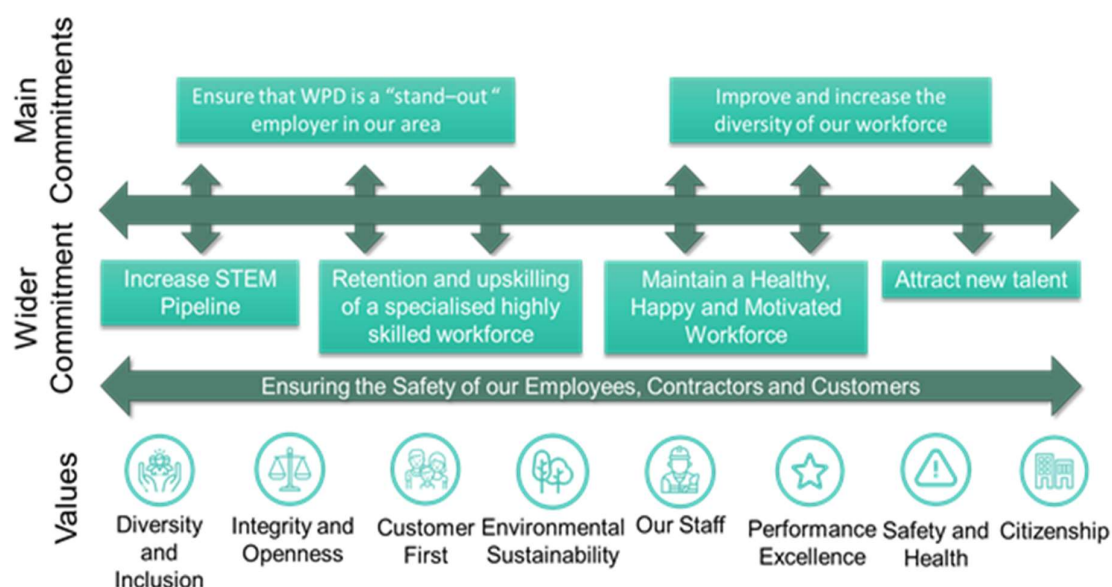 Main
Commitments
Ensure that WPD is a “stand–out “
employer in our area
Improve and increase the
diversity of our workforce
Wider
Commitment
Increase STEM
Pipeline
Retention and upskilling
of a specialised highly
skilled workforce
Maintain a Healthy,
Happy and Motivated
Workforce
Attract new talent
Ensuring the Safety of our Employees, Contractors and Customers
Values
Diversity
and
Inclusion
Integrity and
Openness
Customer
First
Environmental
Sustainability
Our Staff
Performance
Excellence
Safety and
Health
Citizenship